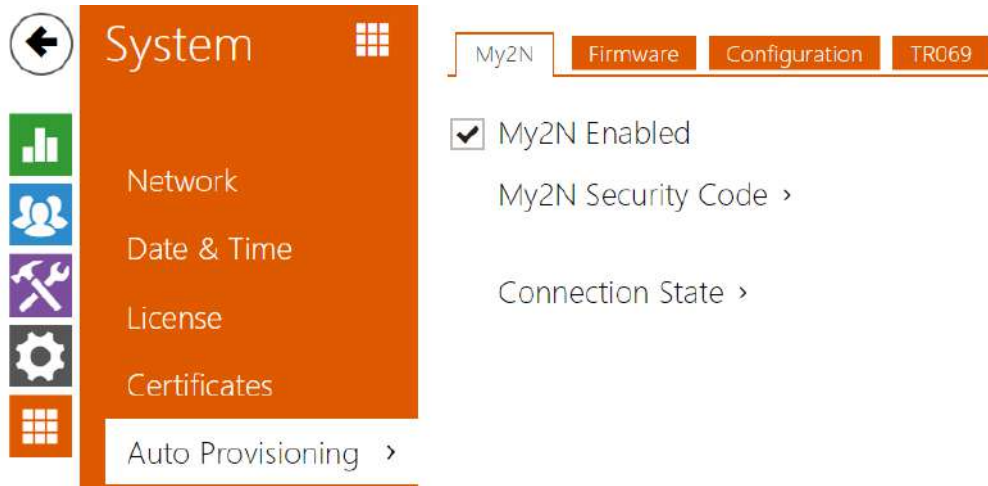 System
Network
Date & Time
License
Certificates
Auto Provisioning ›
My2N Firmware Configuration TR069
My2N Enabled
My2N Security Code ›
Connection State ›